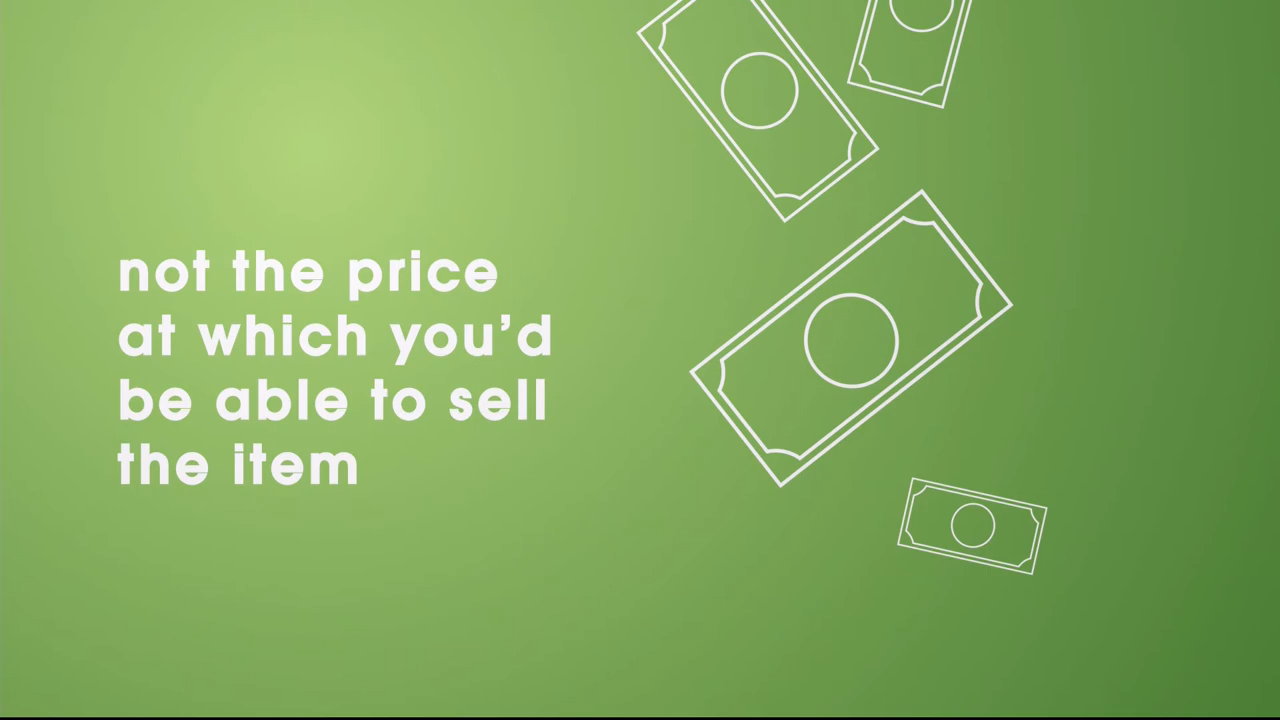 not the price
at which you’d
be able to sell
the item